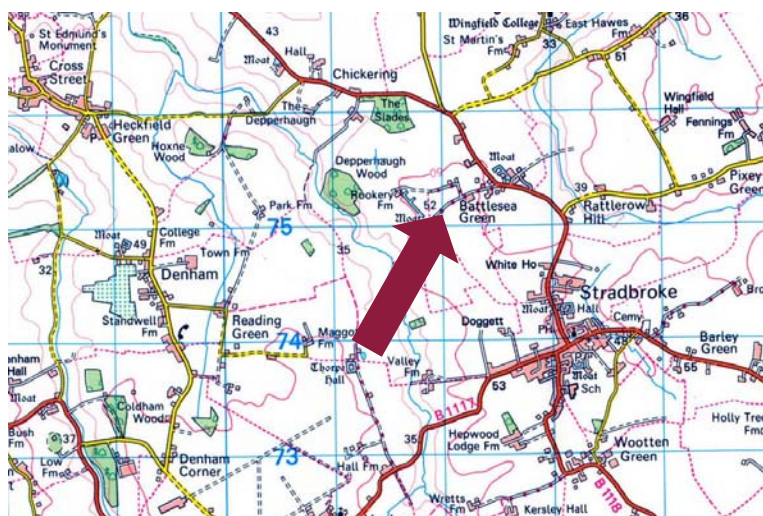 St Edmund's
Monument
Cross
Street
Heckfield
Green
43
Hall
Moat
Chickering
The
Depperhaugh
The
Slades
Hoxne
Wood
Depperhaugh
Wood
Wingfield College
St Martin's
Fm
33
East Hawes
Fm
51
36
Wingfield
Hall
Fennings
Fm
Pixey
Green
39
Rattlerow
Hill
Moat
Battlesea
Green
Rookery
Fm
52
Moat
60
Park Fm
75
35
College
Fm
Moat
49
Town Fm
32
Denham
Standwell
Fm
Reading
Green
74
Maggot
Fm
Thorpe
Hall
White Ho
Stradbroke
Moat
Hall
PH
Cemy
48
Doggett
Valley
Fm
53
B1117
Moat
Sch
Barley
Green
55
Hall
Moat
Bush
Fm
37
Low
Fm
Coldham
Wood
Denham
Corner
73
Hall Fm
35
Hepwood
Lodge Fm
Wootten
Green
Holly Tree
Wretts
Fm
Kersley Hall
B 1118